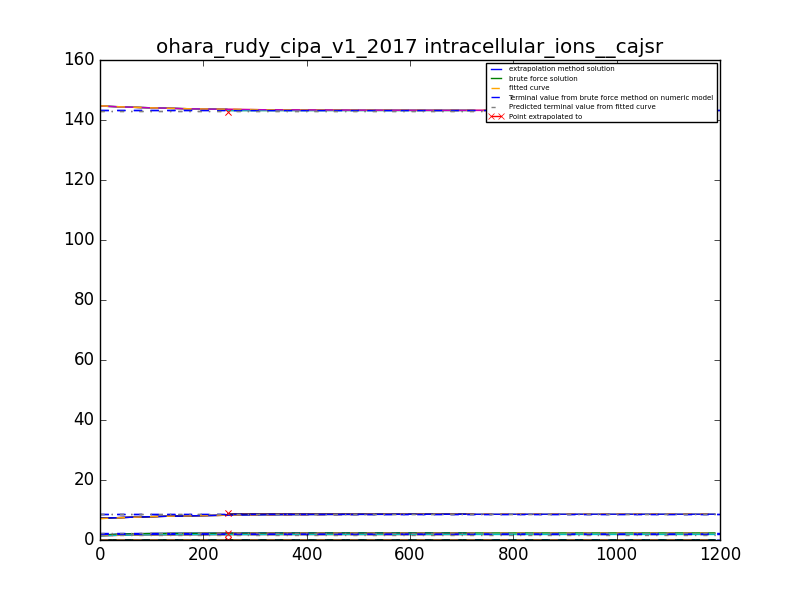 ohara_rudy_cipa_v1_2017 intracellular_ions__cajsr
160
140
120
100
80
60
40
20
0
extrapolation method solution
brute force solution
fitted curve
Terminal value from brute force method on numeric model
Predicted terminal value from fitted curve
Point extrapolated to
0 200 400 600 800 1000 1200